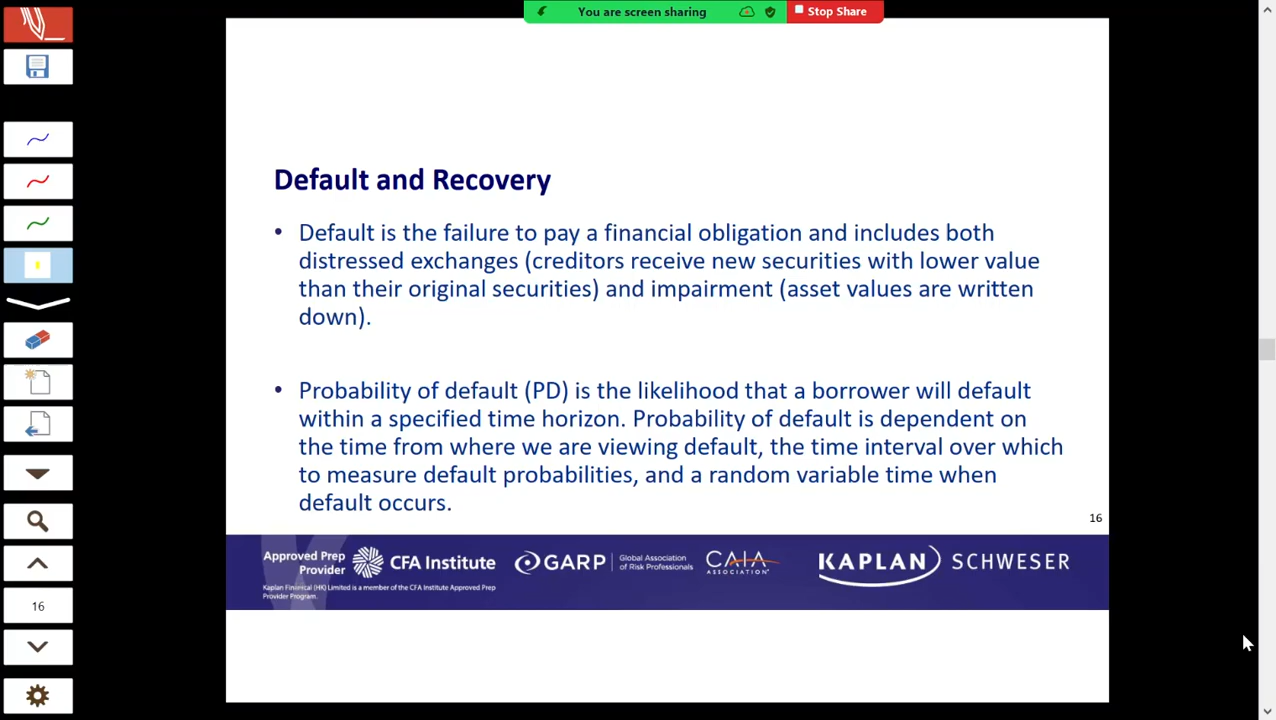 You are screen sharing
Stop Share
Default and Recovery
• Default is the failure to pay a financial obligation and includes both
distressed exchanges (creditors receive new securities with lower value
than their original securities) and impairment (asset values are written
down).
• Probability of default (PD) is the likelihood that a borrower will default
within a specified time horizon. Probability of default is dependent on
the time from where we are viewing default, the time interval over which
to measure default probabilities, and a random variable time when
default occurs.
16
Approved Prep
Provider
CFA Institute
Kaplan Financial (HK) Limited is a member of the CFA Institute Approved Prep
Provider Program.
GARP
Global Association
of Risk Professionals
CAIA
ASSOCIATION®
KAPLAN SCHWESER
16